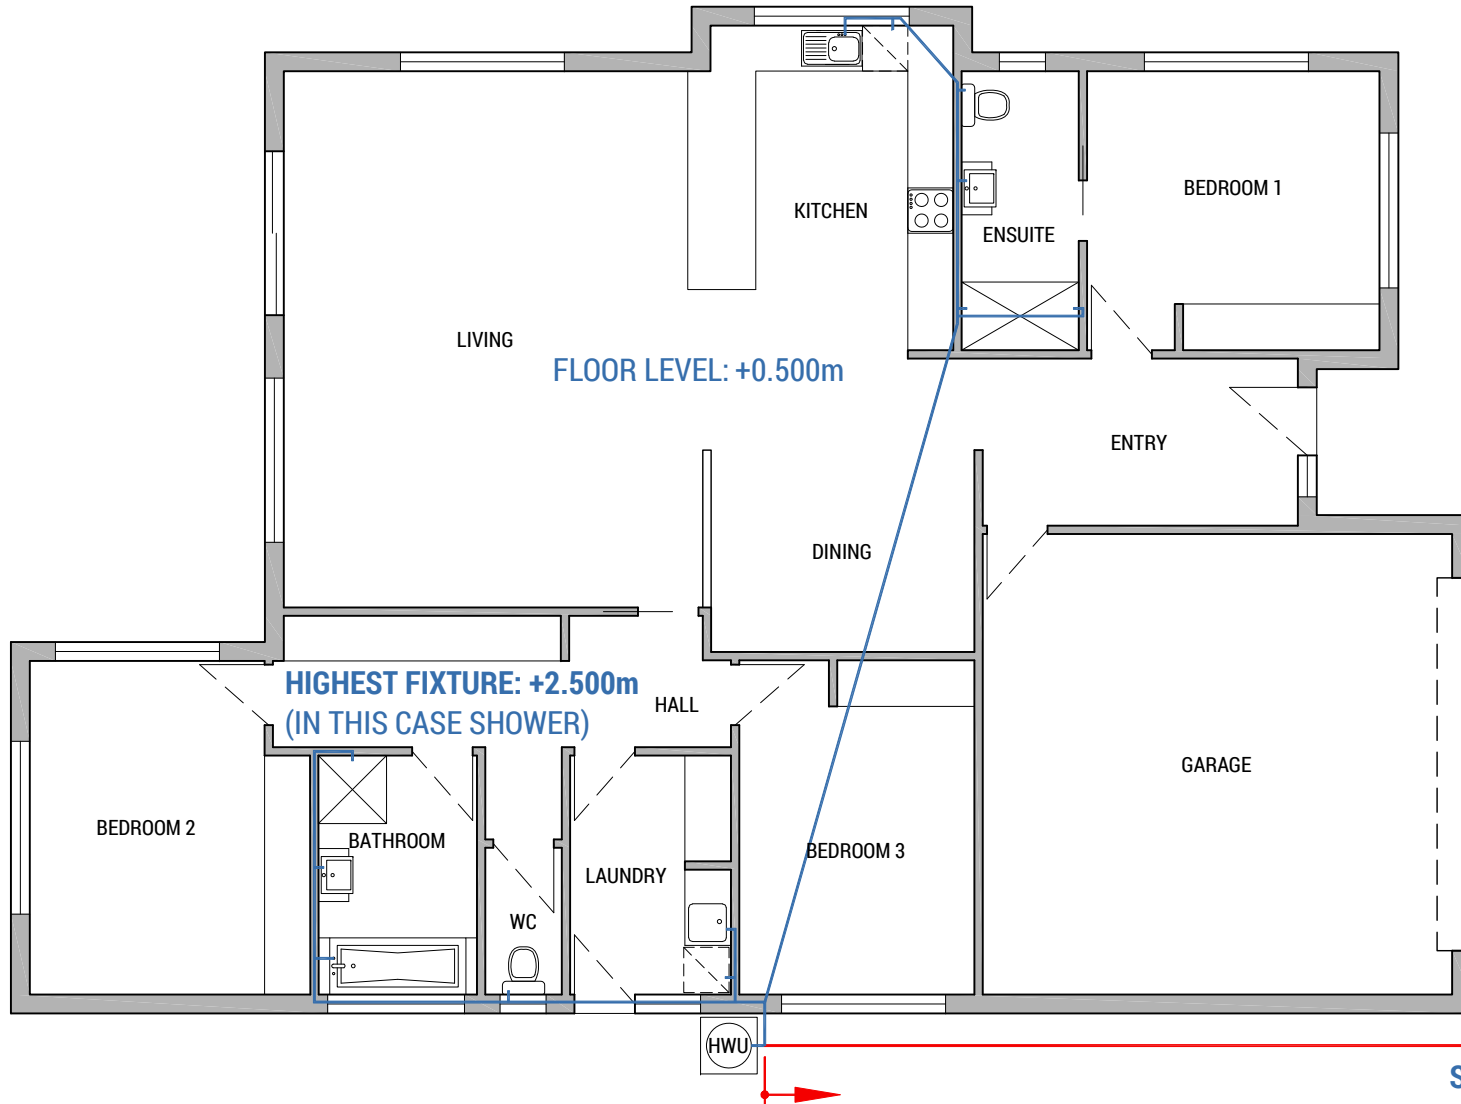 KITCHEN
BEDROOM 1
ENSUITE
LIVING
FLOOR LEVEL: +0.500m
ENTRY
DINING
HIGHEST FIXTURE: +2.500m
(IN THIS CASE SHOWER)
HALL
GARAGE
BEDROOM 2
BATHROOM
BEDROOM 3
LAUNDRY
WC
HWU
S